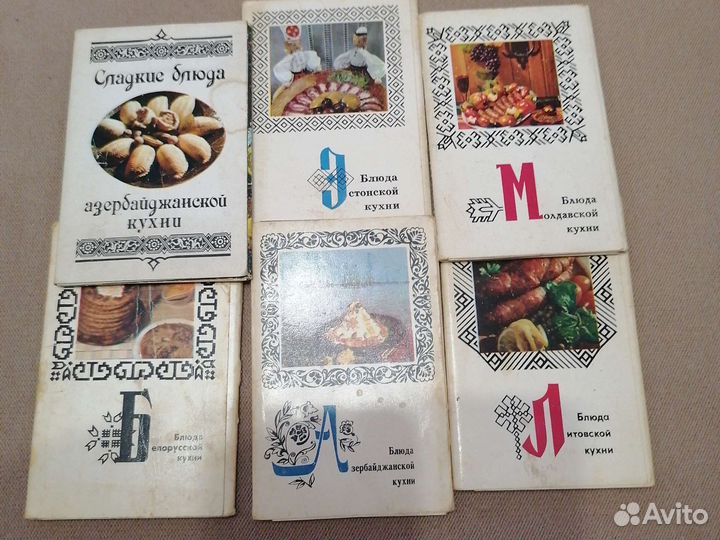 Сладкие блюда
азербайджанской
кухни
Блюда
Эстонской
кухни
Блюда
Молдавской
кухни
Блюда
Белорусской
кухни
Блюда
Азербайджанской
кухни
Блюда
Литовской
кухни
Avito